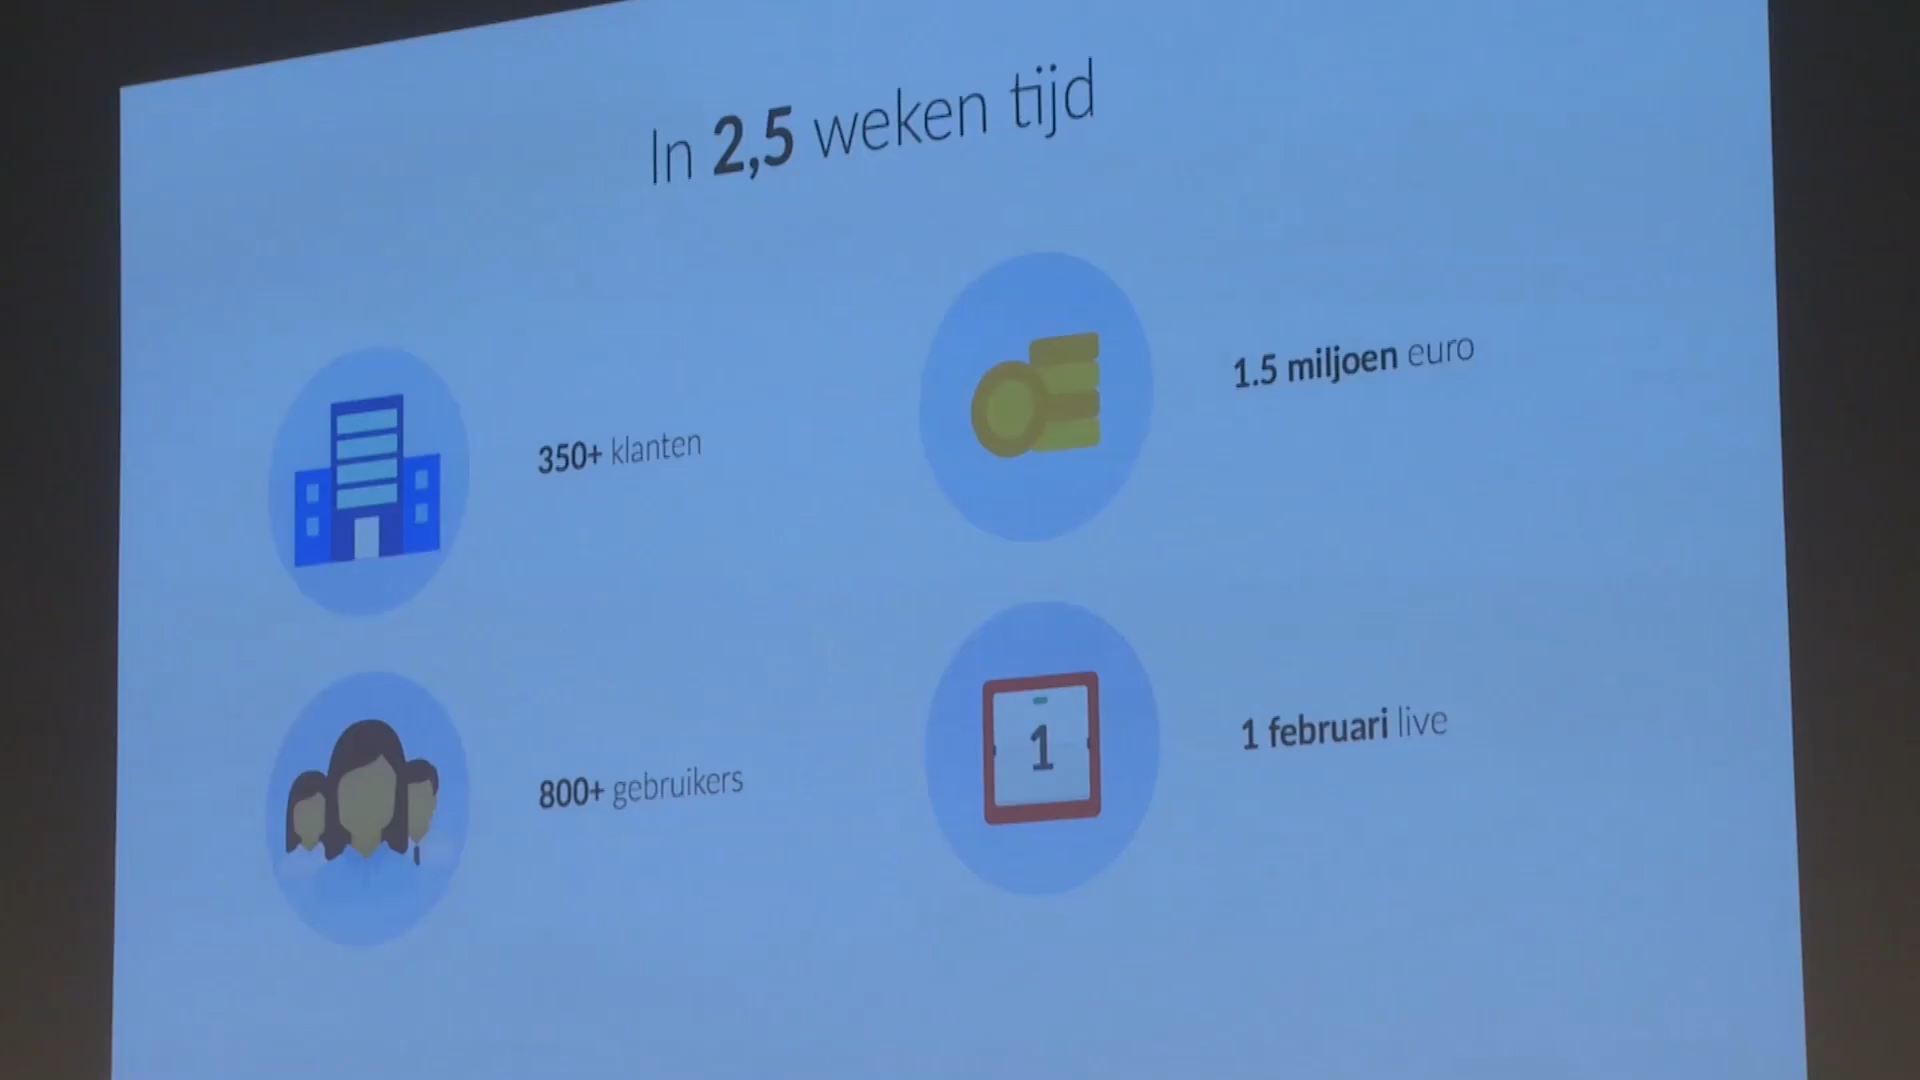 In 2,5 weken tijd
350+ klanten
1.5 miljoen euro
800+ gebruikers
1
1 februari live